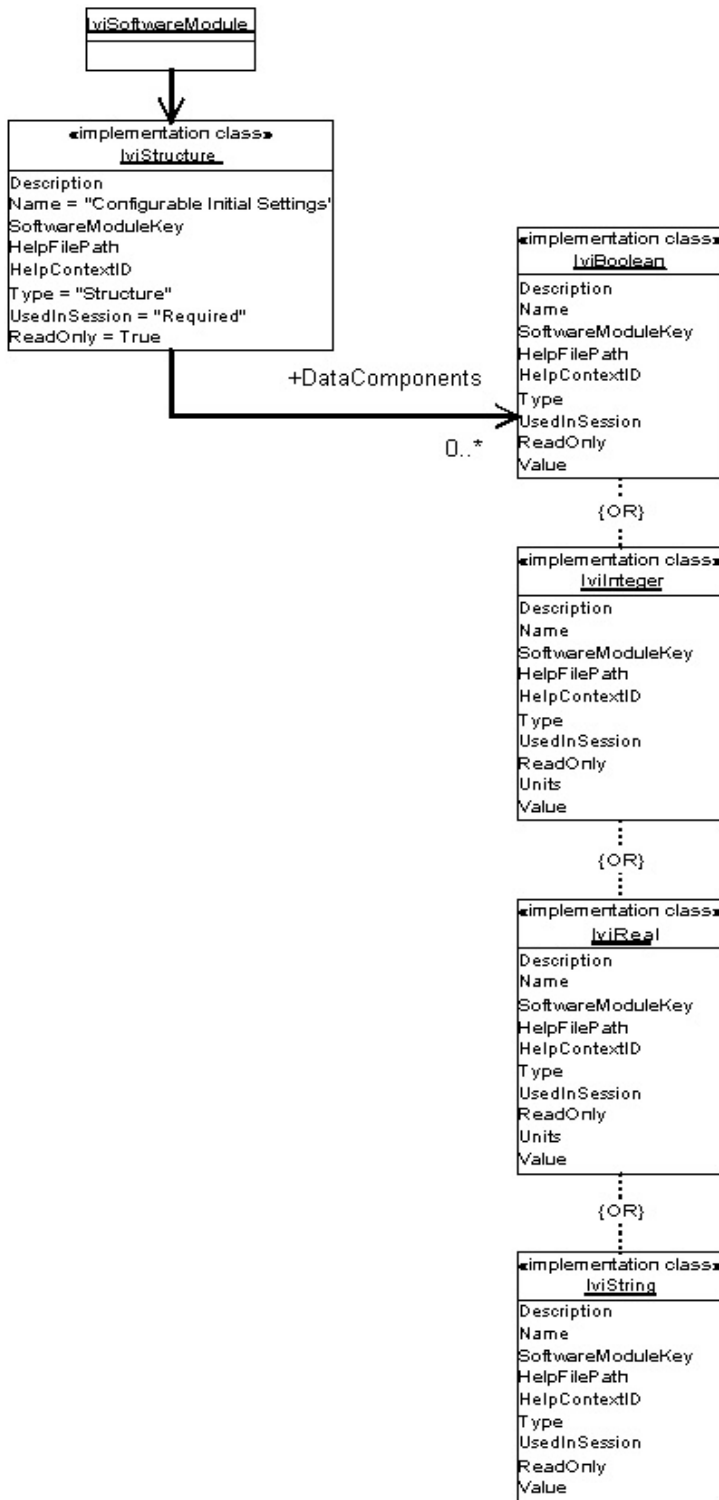 IviSoftwareModule
«implementation class»
IviStructure
Description
Name = "Configurable Initial Settings"
SoftwareModuleKey
HelpFilePath
HelpContextID
Type = "Structure"
UsedInSession = "Required"
ReadOnly = True
+DataComponents
0..*
«implementation class»
IviBoolean
Description
Name
SoftwareModuleKey
HelpFilePath
HelpContextID
Type
UsedInSession
ReadOnly
Value
{OR}
«implementation class»
IviInteger
Description
Name
SoftwareModuleKey
HelpFilePath
HelpContextID
Type
UsedInSession
ReadOnly
Units
Value
{OR}
«implementation class»
IviReal
Description
Name
SoftwareModuleKey
HelpFilePath
HelpContextID
Type
UsedInSession
ReadOnly
Units
Value
{OR}
«implementation class»
IviString
Description
Name
SoftwareModuleKey
HelpFilePath
HelpContextID
Type
UsedInSession
ReadOnly
Value